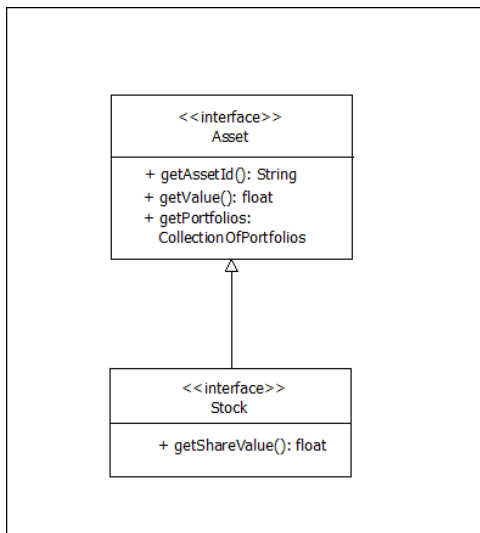 <<interface>>
Asset
+ getAssetId(): String
+ getValue(): float
+ getPortfolios:
CollectionOfPortfolios
<<interface>>
Stock
+ getShareValue(): float